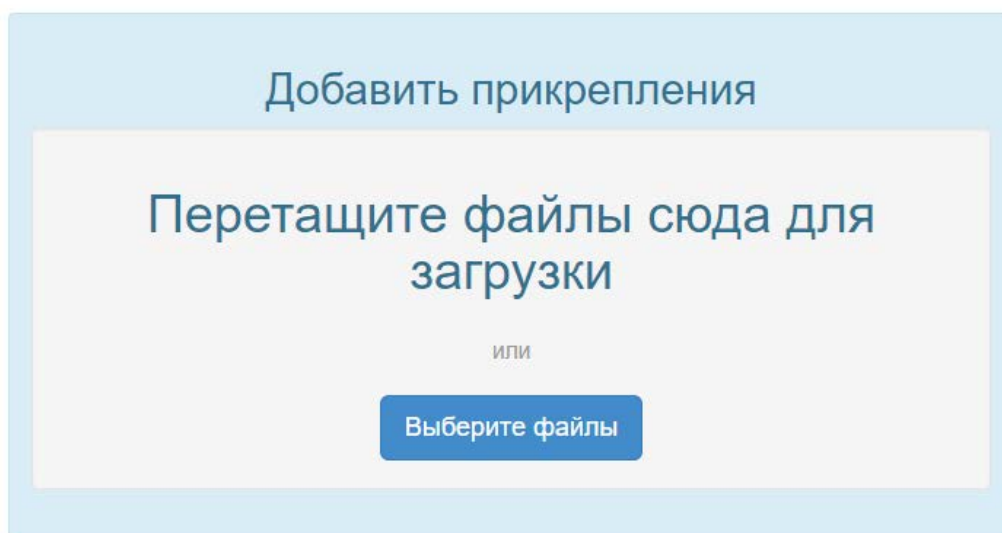 Добавить прикрепления
Перетащите файлы сюда для
загрузки
или
Выберите файлы